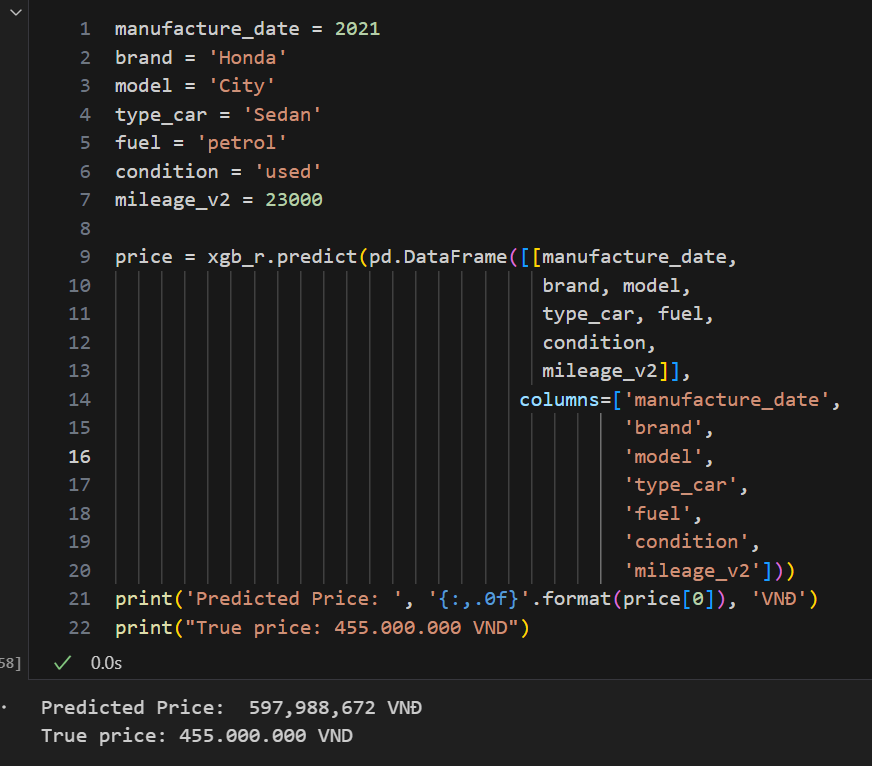 1 manufacture_date = 2021
2 brand = 'Honda'
3 model = 'City'
4 type_car = 'Sedan'
5 fuel = 'petrol'
6 condition = 'used'
7 mileage_v2 = 23000
8
9 price = xgb_r.predict(pd.DataFrame([[manufacture_date,
10 brand, model,
11 type_car, fuel,
12 condition,
13 mileage_v2]],
14 columns=['manufacture_date',
15 'brand',
16 'model',
17 'type_car',
18 'fuel',
19 'condition',
20 'mileage_v2']))
21 print('Predicted Price: ', '{:,.0f}'.format(price[0]), 'VNĐ')
22 print("True price: 455.000.000 VND")
58] ✓ 0.0s
Predicted Price:  597,988,672 VNĐ
True price: 455.000.000 VND